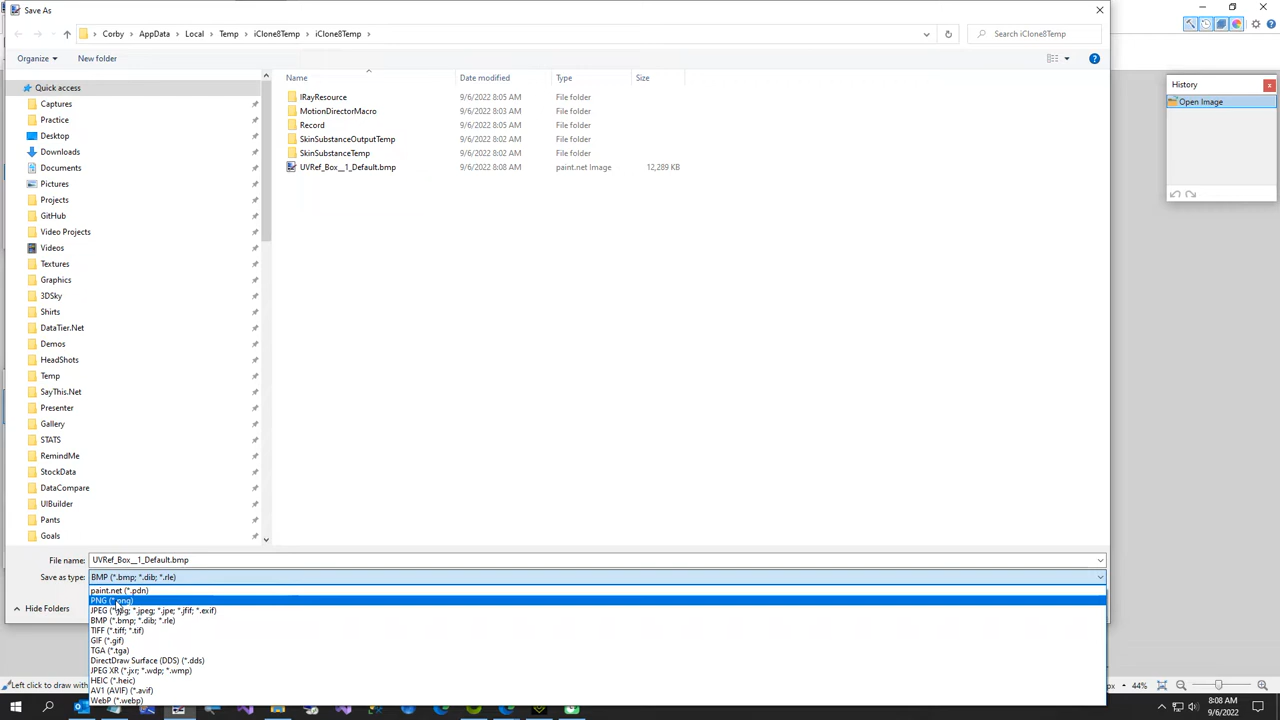 Save As
Corby > AppData > Local > Temp > iClone8Temp > iClone8Temp >
Search iClone8Temp
Organize
New folder
Name
Date modified
Type
Size
Quick access
Captures
Practice
Desktop
Downloads
Documents
Pictures
Projects
GitHub
Video Projects
Videos
Textures
Graphics
3DSky
Shirts
DataTier.Net
Demos
HeadShots
Temp
SayThis.Net
Presenter
Gallery
STATS
RemindMe
StockData
DataCompare
UIBuilder
Pants
Goals
IRayResource 9/6/2022 8:05 AM File folder
MotionDirectorMacro 9/6/2022 8:03 AM File folder
Record 9/6/2022 8:05 AM File folder
SkinSubstanceOutputTemp 9/6/2022 8:02 AM File folder
SkinSubstanceTemp 9/6/2022 8:02 AM File folder
UVRef_Box__1_Default.bmp 9/6/2022 8:08 AM paint.net Image 12,289 KB
History
Open Image
File name: UVRef_Box__1_Default.bmp
Save as type: BMP (*.bmp; *.dib; *.rle)
Hide Folders
paint.net (*.pdn)
PNG (*.png)
JPEG (*.jpg; *.jpeg; *.jpe; *.jfif; *.exif)
BMP (*.bmp; *.dib; *.rle)
TIFF (*.tiff; *.tif)
GIF (*.gif)
TGA (*.tga)
DirectDraw Surface (DDS) (*.dds)
JPEG XR (*.jxr; *.wdp; *.wmp)
HEIC (*.heic)
AV1 (AVIF) (*.avif)
WebP (*.webp)
Left click to draw with
px
44%
8:08 AM
9/6/2022